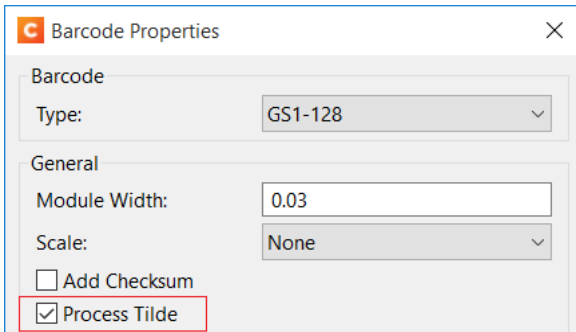 C Barcode Properties
Barcode
Type: GS1-128
General
Module Width: 0.03
Scale: None
Add Checksum
Process Tilde